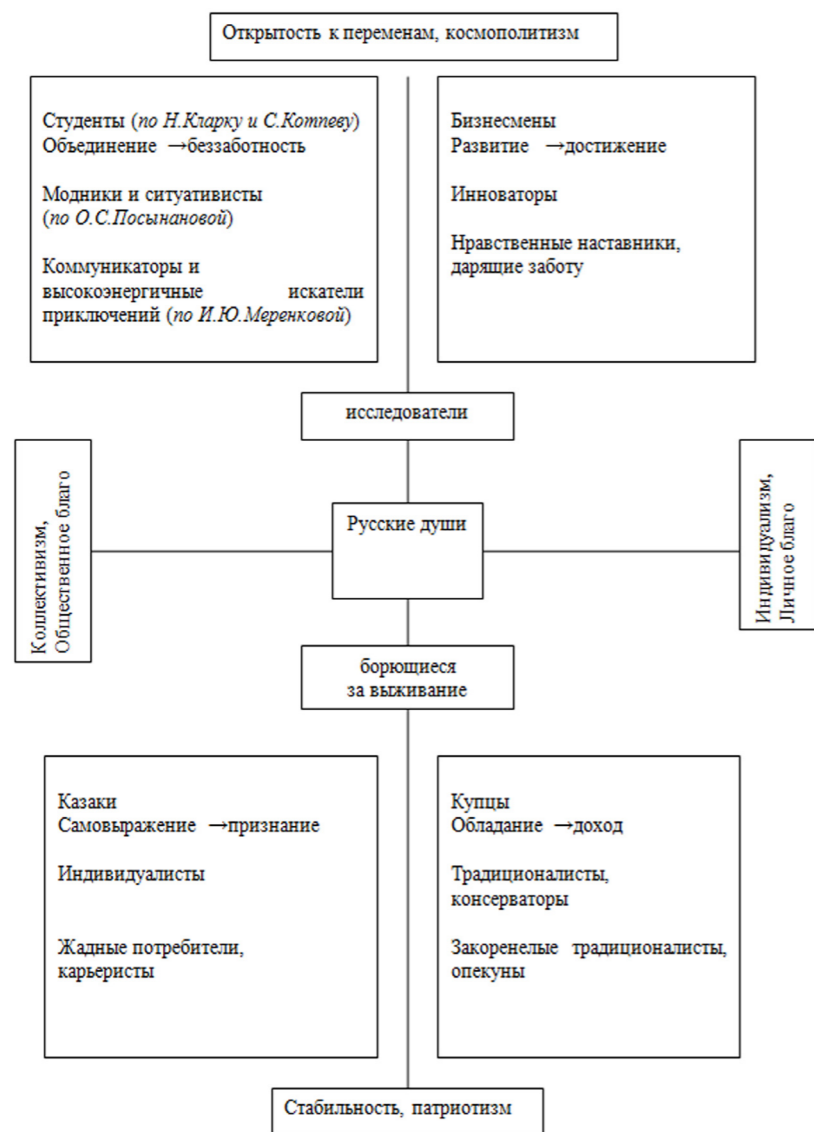 Открытость к переменам, космополитизм
Студенты (по Н.Кларку и С.Котпеву)
Объединение →беззаботность
Модники и ситуативисты
(по О.С.Посынановой)
Коммуникаторы и
высокоэнергичные искатели
приключений (по И.Ю.Меренковой)
Бизнесмены
Развитие →достижение
Инноваторы
Нравственные наставники,
дарящие заботу
исследователи
Коллективизм,
Общественное благо
Русские души
Индивидуализм,
Личное благо
борющиеся
за выживание
Казаки
Самовыражение →признание
Индивидуалисты
Жадные потребители,
карьеристы
Купцы
Обладание →доход
Традиционалисты,
консерваторы
Закоренелые традиционалисты,
опекуны
Стабильность, патриотизм